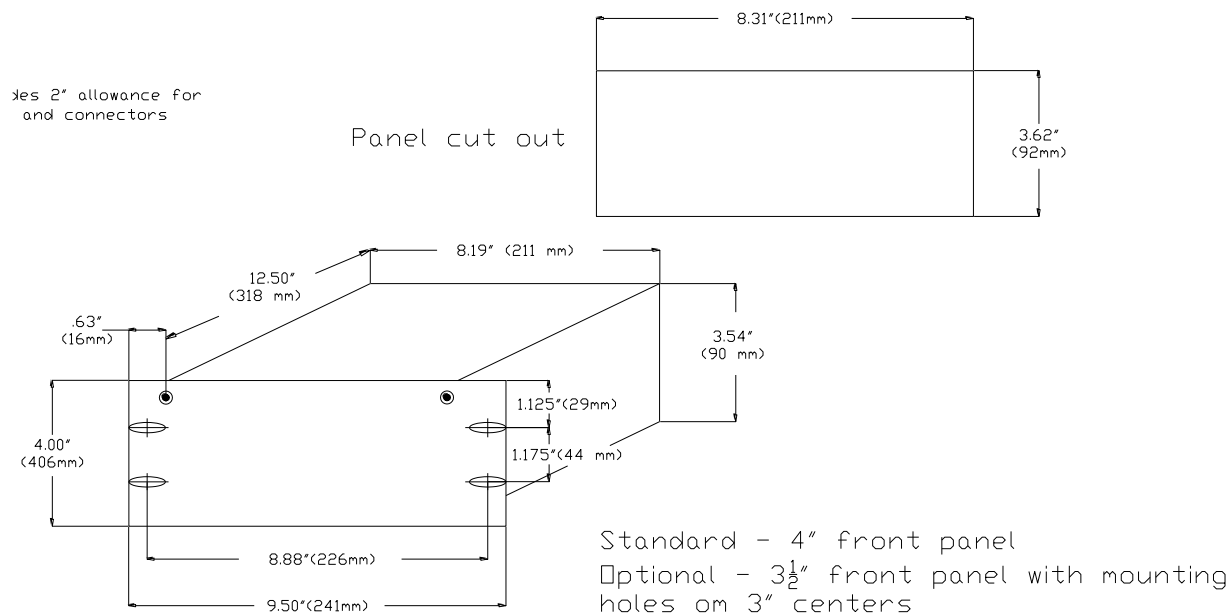 8.31"(211mm)
2" allowance for
and connectors
Panel cut out
3.62"
(92mm)
8.19" (211 mm)
12.50"
(318 mm)
.63"
(16mm)
3.54"
(90 mm)
1.125"(29mm)
4.00"
(406mm)
1.175"(44 mm)
8.88"(226mm)
9.50"(241mm)
Standard - 4" front panel
Optional - 3½" front panel with mounting
holes om 3" centers